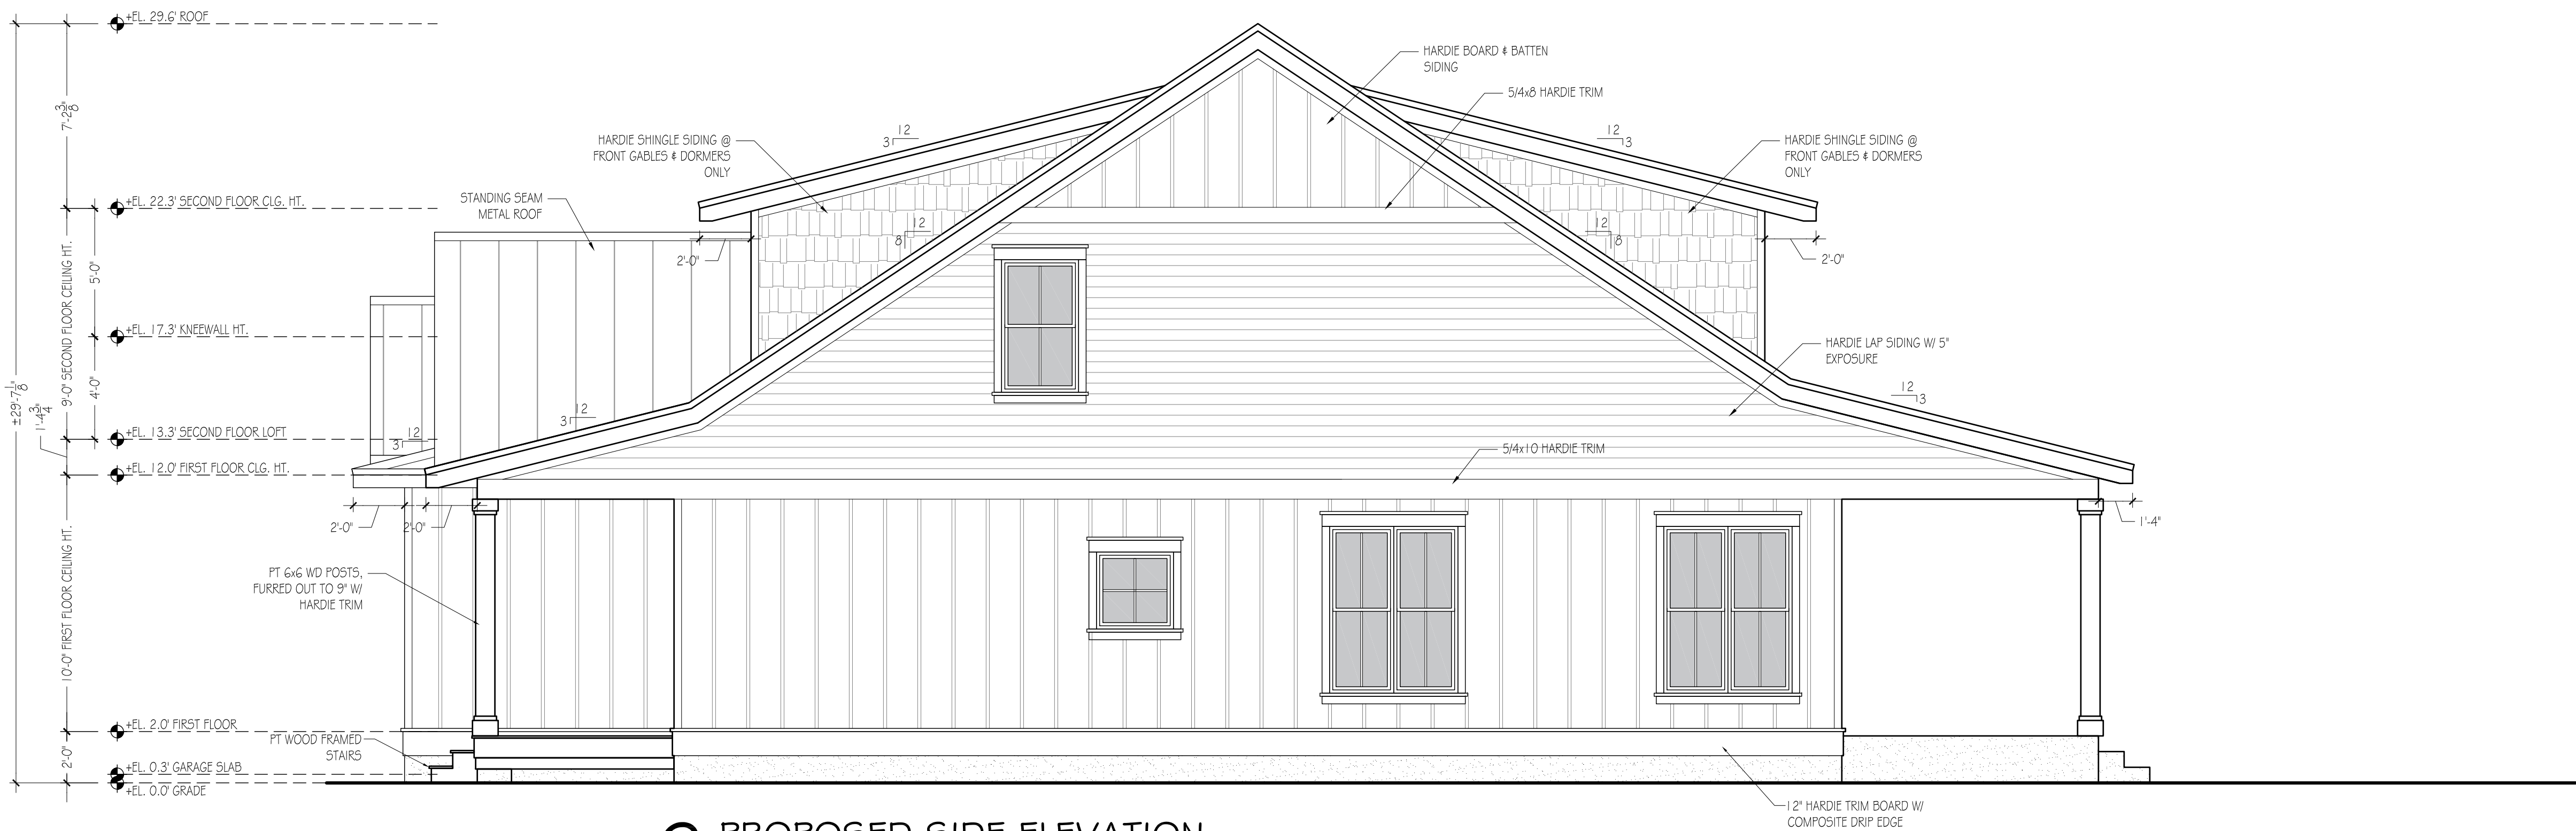 +EL. 29.6' ROOF
HARDIE BOARD & BATTEN
SIDING
5/4x8 HARDIE TRIM
7'-2 3/8"
12
3
12
3
HARDIE SHINGLE SIDING @
FRONT GABLES & DORMERS
ONLY
HARDIE SHINGLE SIDING @
FRONT GABLES & DORMERS
ONLY
STANDING SEAM
METAL ROOF
+EL. 22.3' SECOND FLOOR CLG. HT.
12
8
12
8
2'-0"
2'-0"
9'-0" SECOND FLOOR CEILING HT.
5'-0"
+EL. 17.3' KNEEWALL HT.
HARDIE LAP SIDING W/ 5"
EXPOSURE
±29'-7 1/8"
1'-4 3/4"
4'-0"
12
3
12
3
12
3
+EL. 13.3' SECOND FLOOR LOFT
5/4x10 HARDIE TRIM
+EL. 12.0' FIRST FLOOR CLG. HT.
2'-0"
2'-0"
1'-4"
10'-0" FIRST FLOOR CEILING HT.
PT 6x6 WD POSTS,
FURRED OUT TO 9" W/
HARDIE TRIM
+EL. 2.0' FIRST FLOOR
PT WOOD FRAMED
STAIRS
2'-0"
+EL. 0.3' GARAGE SLAB
+EL. 0.0' GRADE
12" HARDIE TRIM BOARD W/
COMPOSITE DRIP EDGE
PROPOSED SIDE ELEVATION